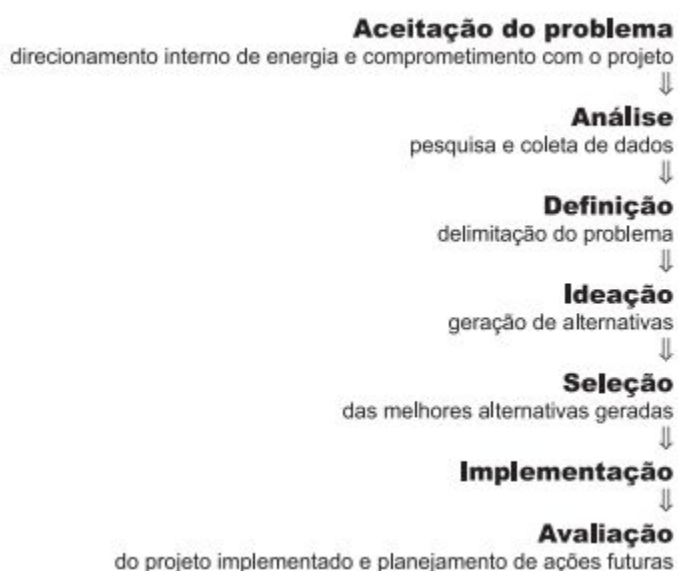 Aceitação do problema
direcionamento interno de energia e comprometimento com o projeto
⇓
Análise
pesquisa e coleta de dados
⇓
Definição
delimitação do problema
⇓
Ideação
geração de alternativas
⇓
Seleção
das melhores alternativas geradas
⇓
Implementação
⇓
Avaliação
do projeto implementado e planejamento de ações futuras